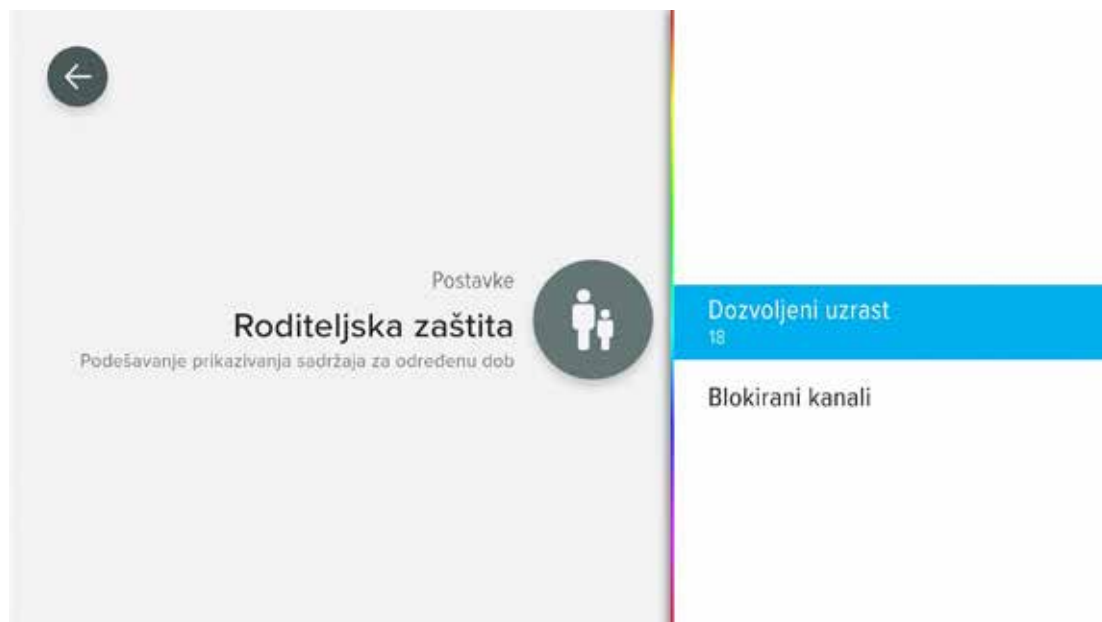 Postavke
Roditeljska zaštita
Podešavanje prikazivanja sadržaja za određenu dob
Dozvoljeni uzrast
18
Blokirani kanali